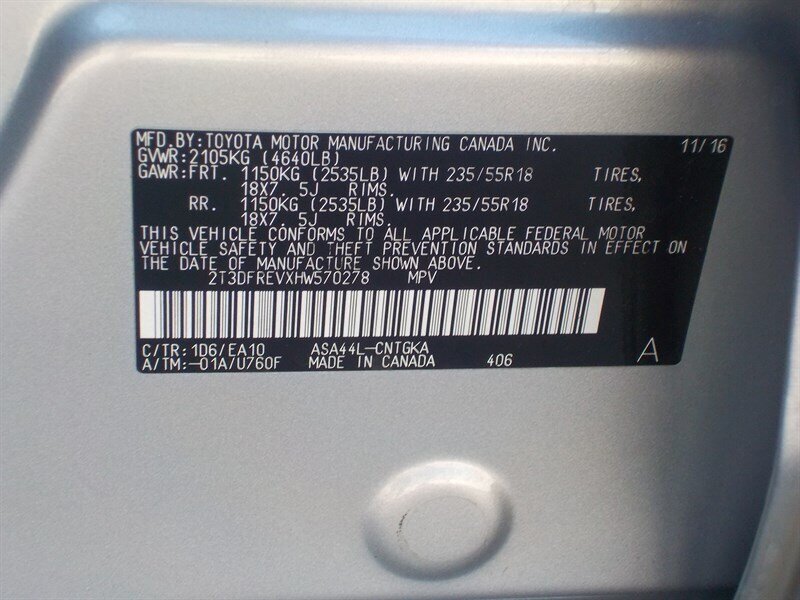 MFD.BY:TOYOTA MOTOR MANUFACTURING CANADA INC. 11/16
GVWR:2105KG (4640LB)
GAWR:FRT. 1150KG (2535LB) WITH 235/55R18 TIRES,
18X7. 5J RIMS.
RR. 1150KG (2535LB) WITH 235/55R18 TIRES,
18X7. 5J RIMS.
THIS VEHICLE CONFORMS TO ALL APPLICABLE FEDERAL MOTOR
VEHICLE SAFETY AND THEFT PREVENTION STANDARDS IN EFFECT ON
THE DATE OF MANUFACTURE SHOWN ABOVE.
2T3DFREVXHW570278 MPV
C/TR:1D6/EA10 ASA44L-CNTGKA
A/TM:-01A/U760F MADE IN CANADA 406 A